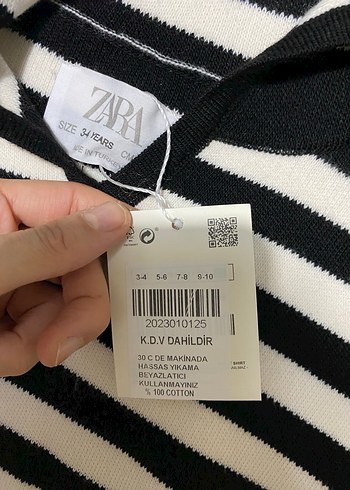 ZARA
SIZE 3-4 YEARS
MADE IN TURKEY
3-4 5-6 7-8 9-10
2023010125
K.D.V DAHİLDİR
30 C DE MAKİNADA
HASSAS YIKAMA
BEYAZLATICI
KULLANMAYINIZ
% 100 COTTON